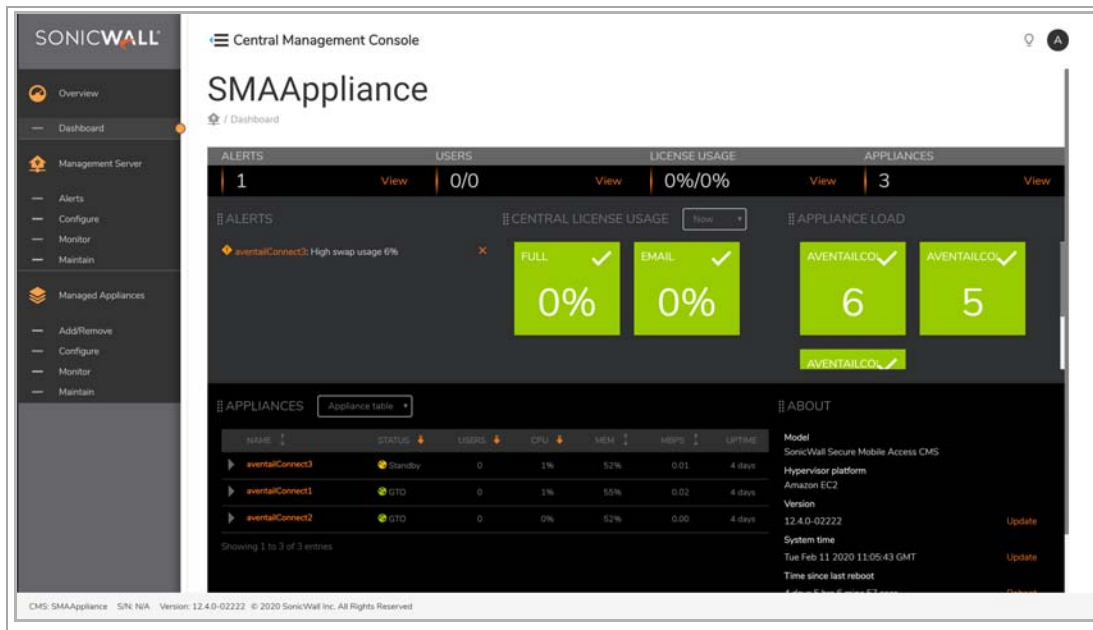 SONICWALL
Central Management Console
A
SMAAppliance
/ Dashboard
Overview
Dashboard
Management Server
Alerts
Configure
Monitor
Maintain
Managed Appliances
Add/Remove
Configure
Monitor
Maintain
ALERTS USERS LICENSE USAGE APPLIANCES
1 View 0/0 View 0%/0% View 3 View
ALERTS
aventailConnect3: High swap usage 6%
CENTRAL LICENSE USAGE Now
FULL EMAIL
0% 0%
APPLIANCE LOAD
AVENTAILCO AVENTAILCO
6 5
AVENTAILCO
APPLIANCES Appliance table
NAME STATUS USERS CPU MEM MBPS UPTIME
aventailConnect3 Standby 0 1% 52% 0.01 4 days
aventailConnect1 GTO 0 1% 55% 0.02 4 days
aventailConnect2 GTO 0 0% 52% 0.00 4 days
Showing 1 to 3 of 3 entries
ABOUT
Model
SonicWall Secure Mobile Access CMS
Hypervisor platform
Amazon EC2
Version
12.4.0-02222 Update
System time
Tue Feb 11 2020 11:05:43 GMT Update
Time since last reboot
CMS: SMAAppliance S/N: N/A Version: 12.4.0-02222 © 2020 SonicWall Inc. All Rights Reserved